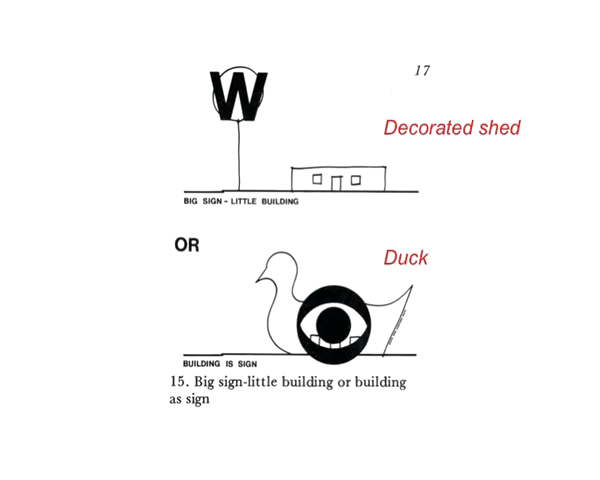 17
W
Decorated shed
BIG SIGN - LITTLE BUILDING
OR
Duck
BUILDING IS SIGN
15. Big sign-little building or building
as sign